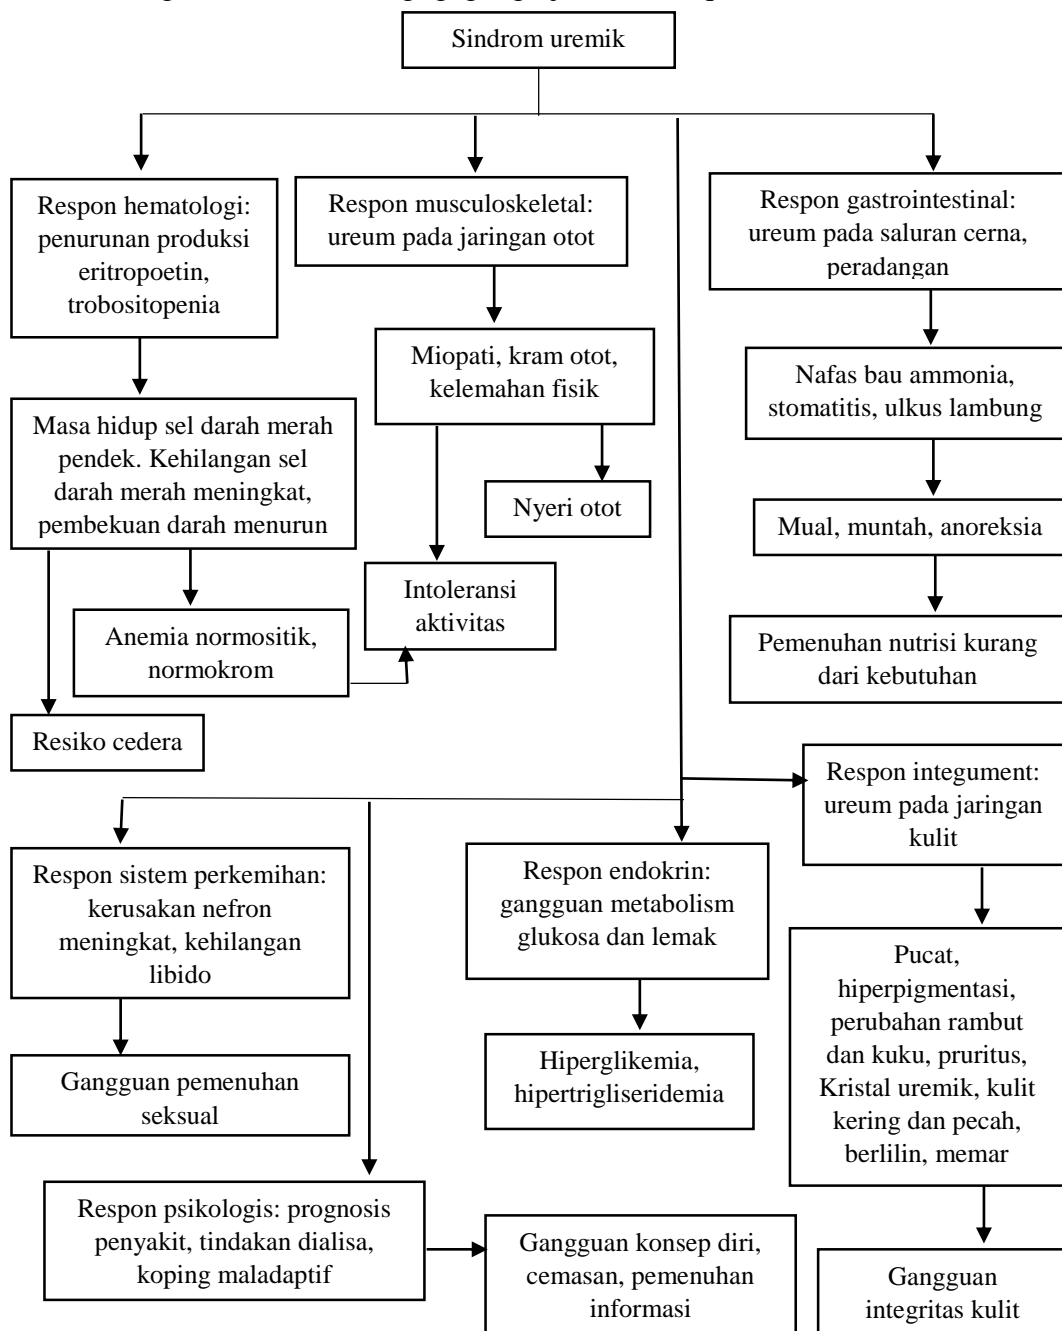 Sindrom uremik
Respon hematologi:
penurunan produksi
eritropoetin,
trobositopenia
Respon musculoskeletal:
ureum pada jaringan otot
Respon gastrointestinal:
ureum pada saluran cerna,
peradangan
Miopati, kram otot,
kelemahan fisik
Nafas bau ammonia,
stomatitis, ulkus lambung
Masa hidup sel darah merah
pendek. Kehilangan sel
darah merah meningkat,
pembekuan darah menurun
Nyeri otot
Mual, muntah, anoreksia
Intoleransi
aktivitas
Anemia normositik,
normokrom
Pemenuhan nutrisi kurang
dari kebutuhan
Resiko cedera
Respon integument:
ureum pada jaringan
kulit
Respon sistem perkemihan:
kerusakan nefron
meningkat, kehilangan
libido
Respon endokrin:
gangguan metabolism
glukosa dan lemak
Pucat,
hiperpigmentasi,
perubahan rambut
dan kuku, pruritus,
Kristal uremik, kulit
kering dan pecah,
berlilin, memar
Gangguan pemenuhan
seksual
Hiperglikemia,
hipertrigliseridemia
Respon psikologis: prognosis
penyakit, tindakan dialisa,
koping maladaptif
Gangguan konsep diri,
cemasan, pemenuhan
informasi
Gangguan
integritas kulit